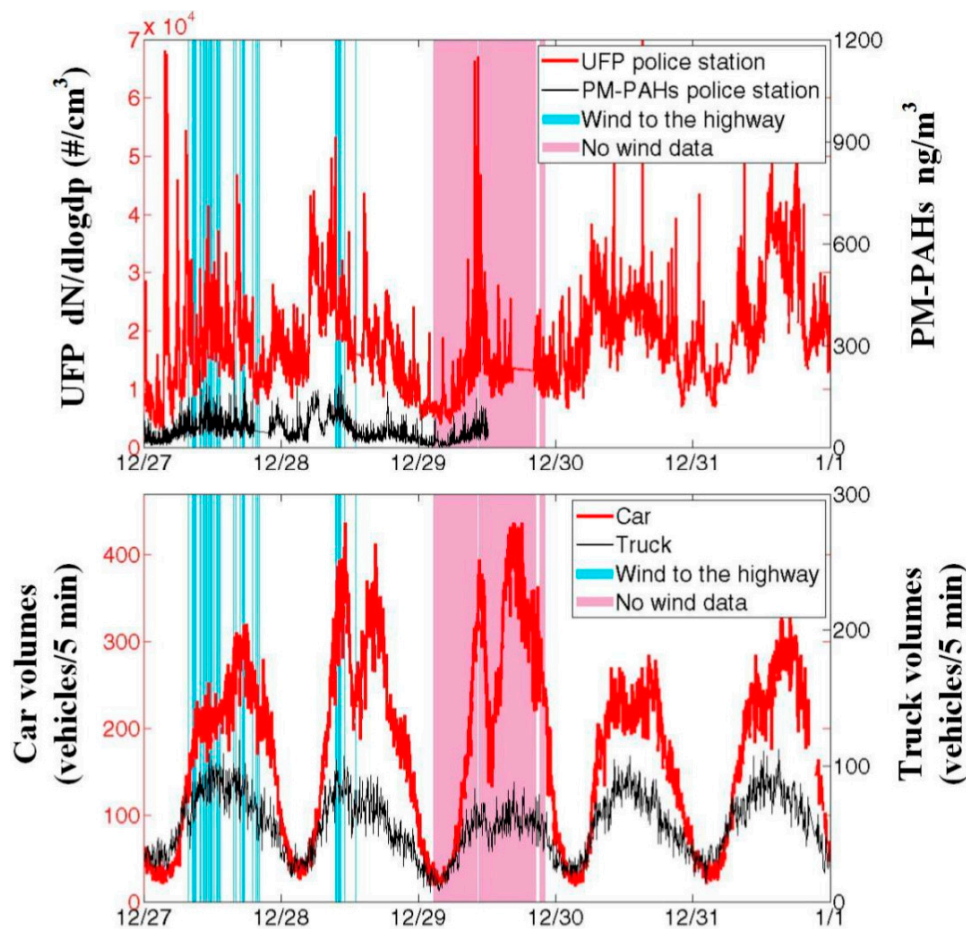 7 x 10⁴
6
5
4
3
2
1
0
UFP dN/dlogdp (#/cm³)
1200
900
600
300
0
PM-PAHs ng/m³
UFP police station
PM-PAHs police station
Wind to the highway
No wind data
12/27 12/28 12/29 12/30 12/31 1/1
400
300
200
100
0
Car volumes
(vehicles/5 min)
300
200
100
0
Truck volumes
(vehicles/5 min)
Car
Truck
Wind to the highway
No wind data
12/27 12/28 12/29 12/30 12/31 1/1